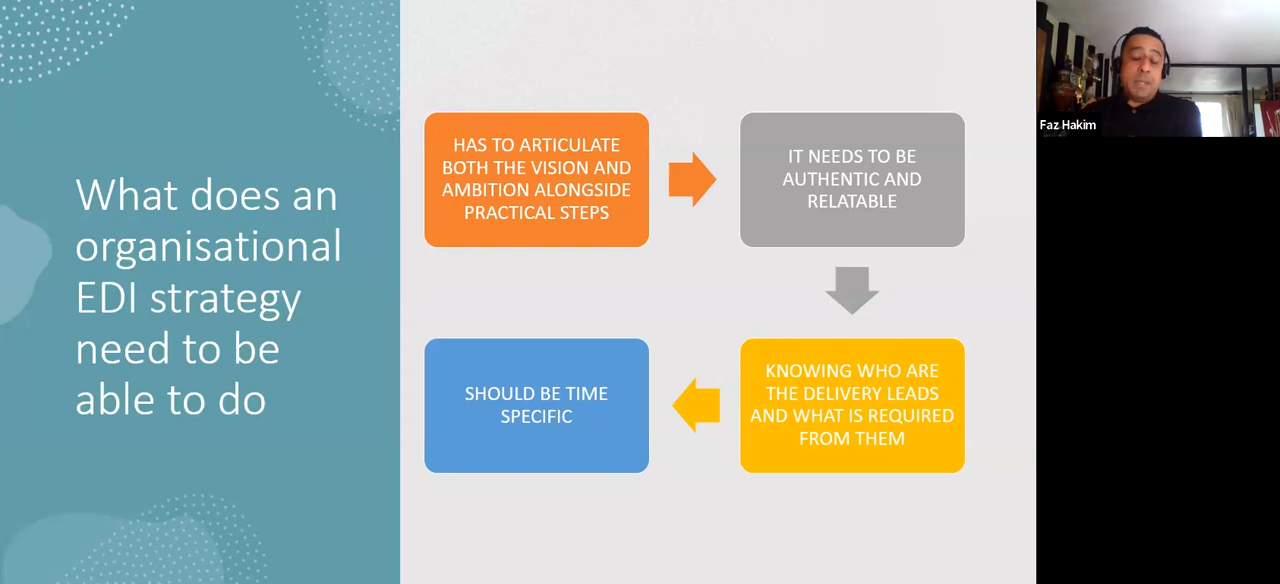 What does an
organisational
EDI strategy
need to be
able to do
HAS TO ARTICULATE
BOTH THE VISION AND
AMBITION ALONGSIDE
PRACTICAL STEPS
IT NEEDS TO BE
AUTHENTIC AND
RELATABLE
KNOWING WHO ARE
THE DELIVERY LEADS
AND WHAT IS REQUIRED
FROM THEM
SHOULD BE TIME
SPECIFIC
Faz Hakim